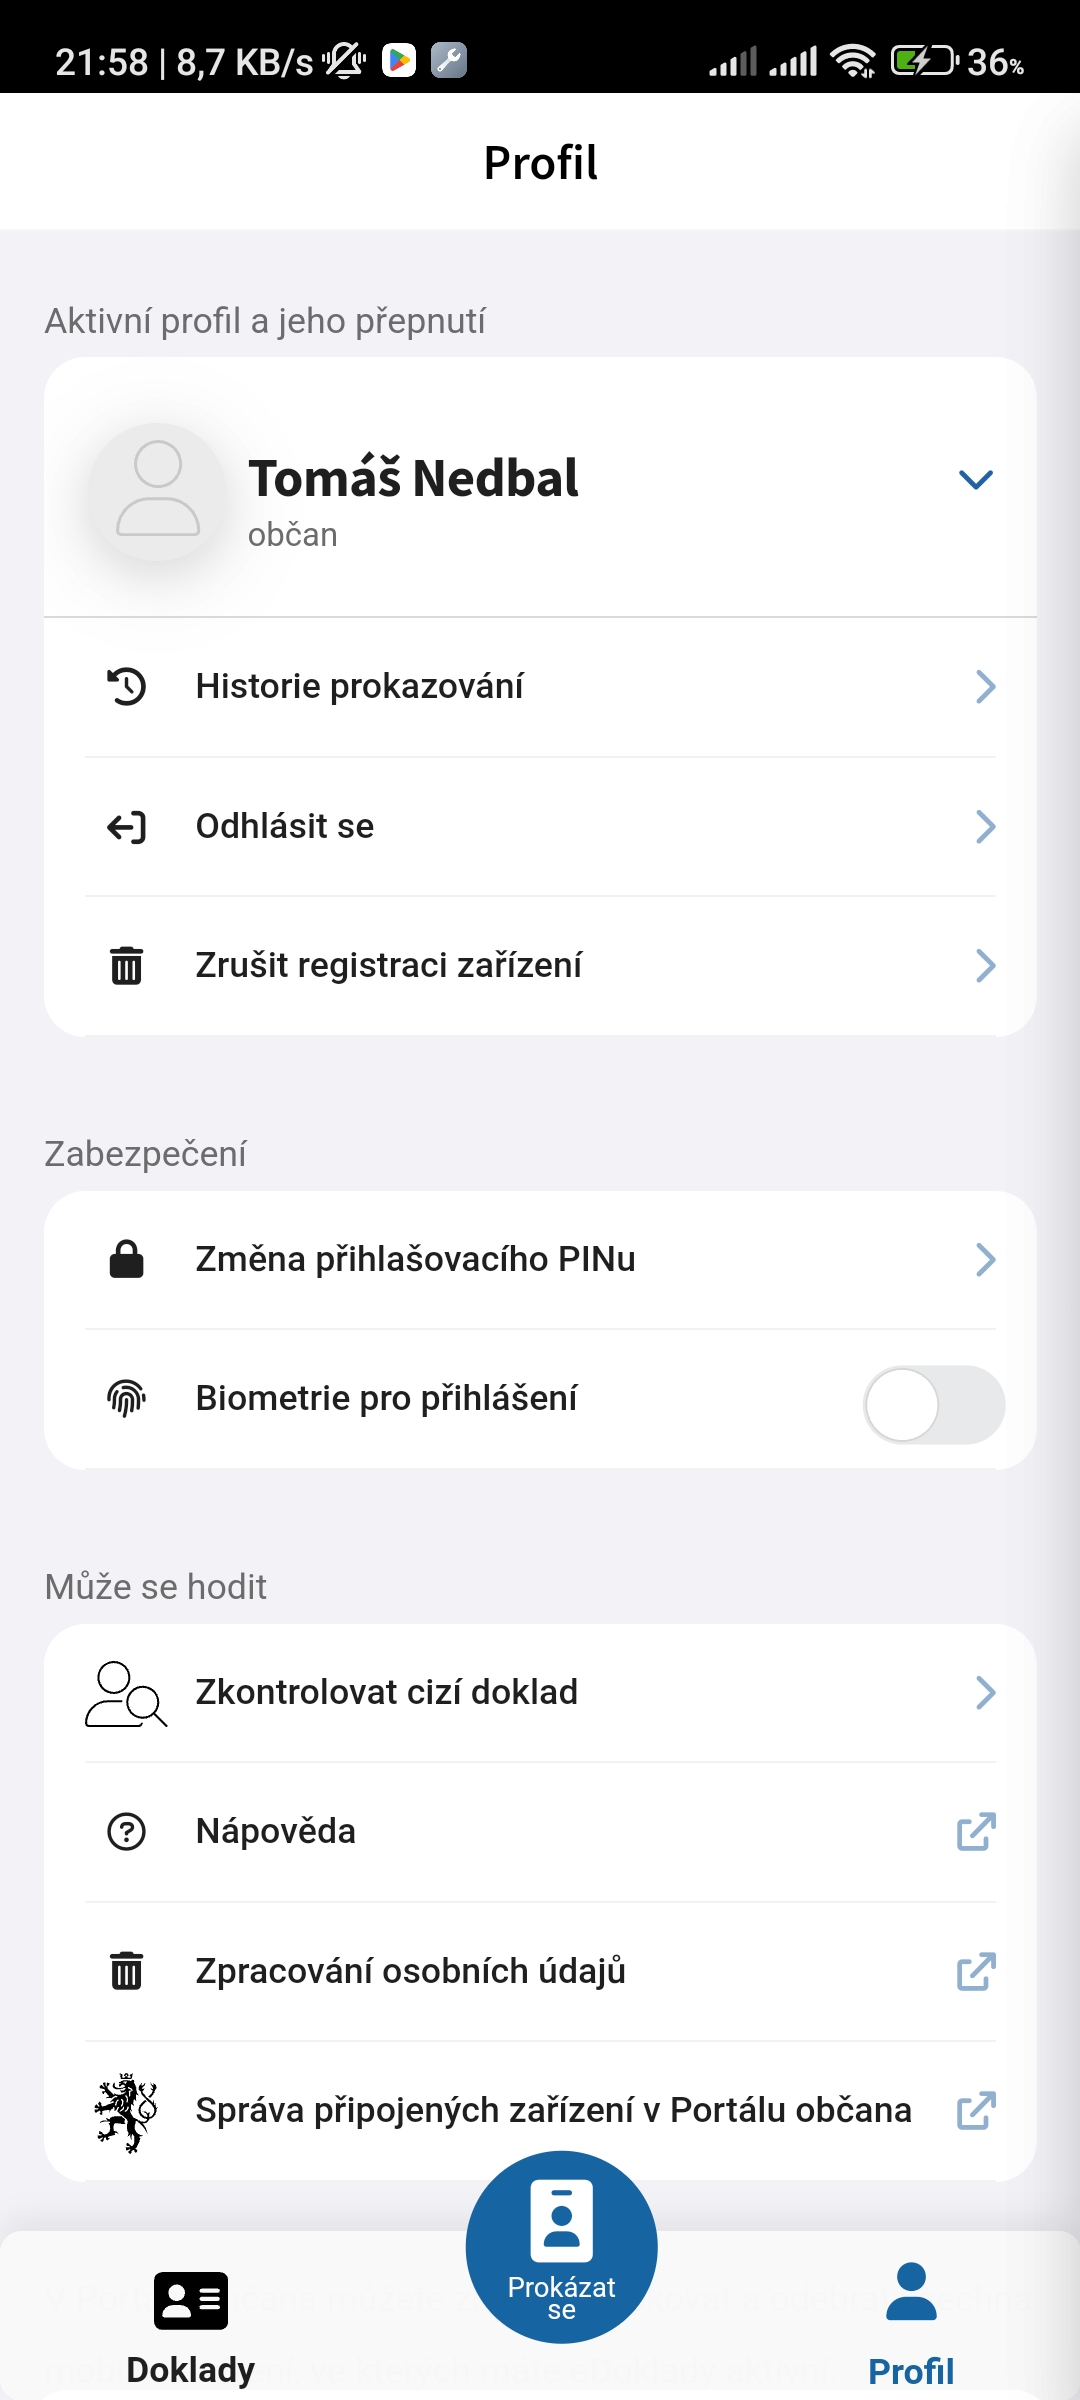 21:58 | 8,7 KB/s 36%
Profil
Aktivní profil a jeho přepnutí
Tomáš Nedbal
občan
Historie prokazování
Odhlásit se
Zrušit registraci zařízení
Zabezpečení
Změna přihlašovacího PINu
Biometrie pro přihlášení
Může se hodit
Zkontrolovat cizí doklad
Nápověda
Zpracování osobních údajů
Správa připojených zařízení v Portálu občana
Prokázat
se
Doklady
Profil